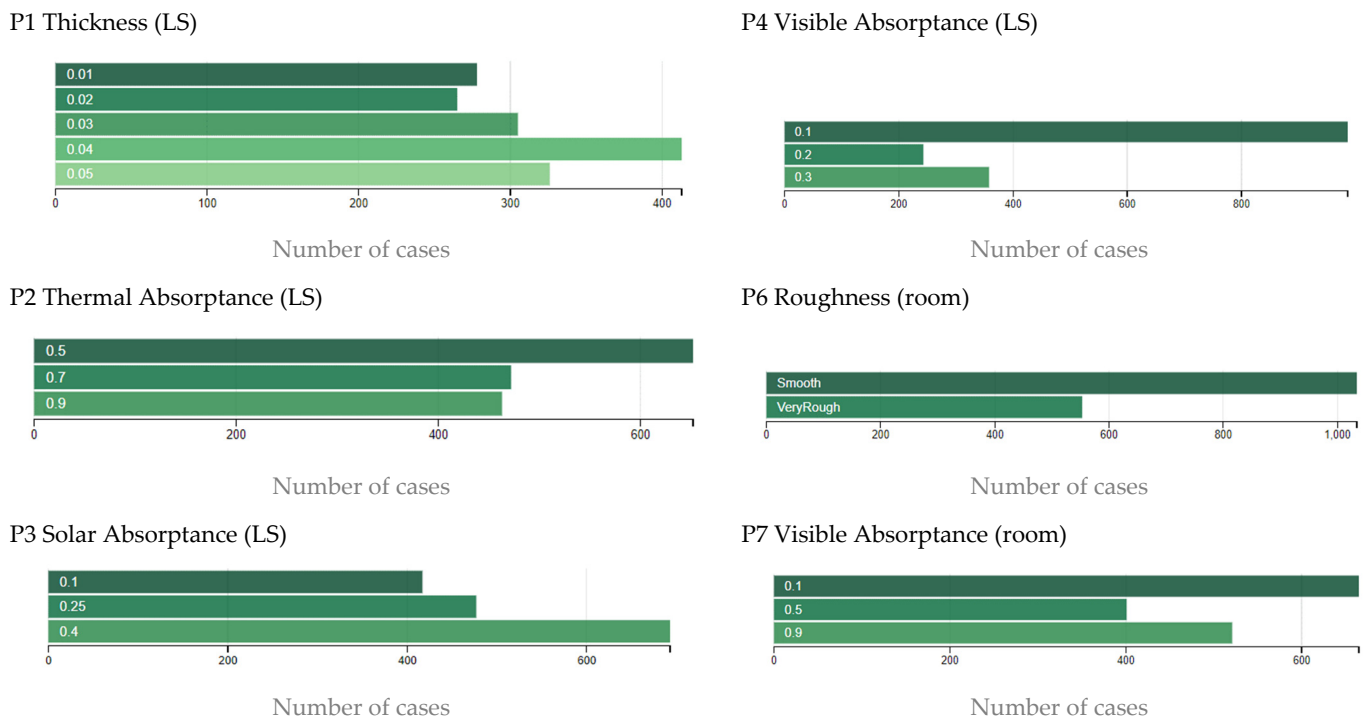 P1 Thickness (LS)
0.01
0.02
0.03
0.04
0.05
0 100 200 300 400
Number of cases
P4 Visible Absorptance (LS)
0.1
0.2
0.3
0 200 400 600 800
Number of cases
P2 Thermal Absorptance (LS)
0.5
0.7
0.9
0 200 400 600
Number of cases
P6 Roughness (room)
Smooth
VeryRough
0 200 400 600 800 1,000
Number of cases
P3 Solar Absorptance (LS)
0.1
0.25
0.4
0 200 400 600
Number of cases
P7 Visible Absorptance (room)
0.1
0.5
0.9
0 200 400 600
Number of cases